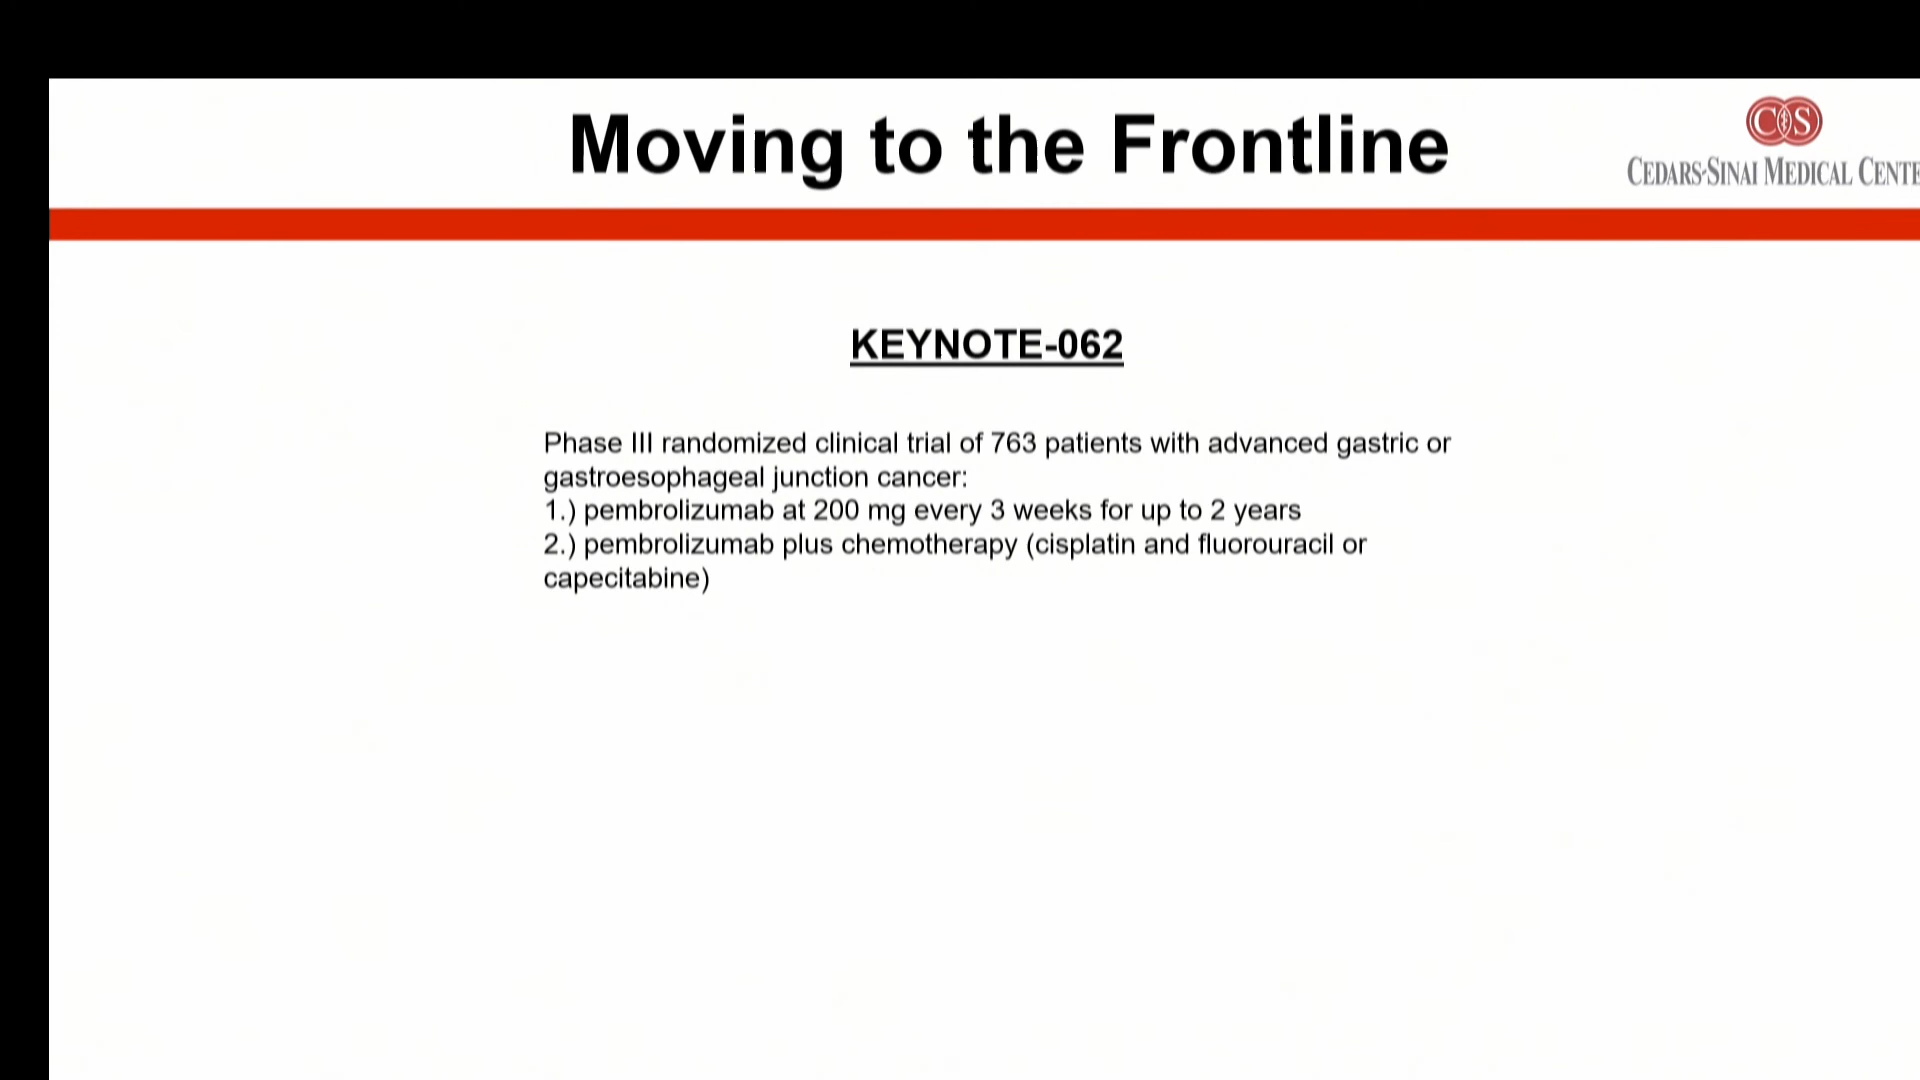 Moving to the Frontline
CS
CEDARS-SINAI MEDICAL CENTE
KEYNOTE-062
Phase III randomized clinical trial of 763 patients with advanced gastric or
gastroesophageal junction cancer:
1.) pembrolizumab at 200 mg every 3 weeks for up to 2 years
2.) pembrolizumab plus chemotherapy (cisplatin and fluorouracil or
capecitabine)